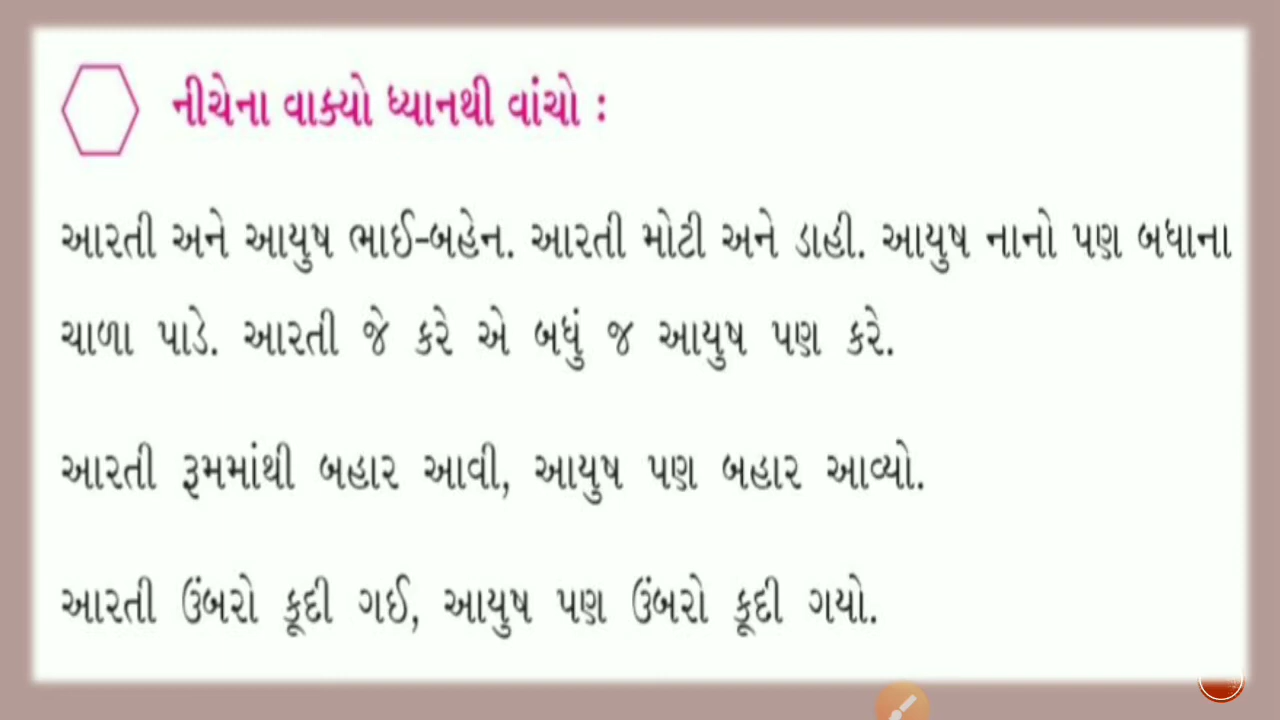 નીચેના વાક્યો ધ્યાનથી વાંચો :
આરતી અને આયુષ ભાઈ-બહેન. આરતી મોટી અને ડાહી. આયુષ નાનો પણ બધાના
ચાળા પાડે. આરતી જે કરે એ બધું જ આયુષ પણ કરે.
આરતી રૂમમાંથી બહાર આવી, આયુષ પણ બહાર આવ્યો.
આરતી ઉંબરો કૂદી ગઈ, આયુષ પણ ઉંબરો કૂદી ગયો.